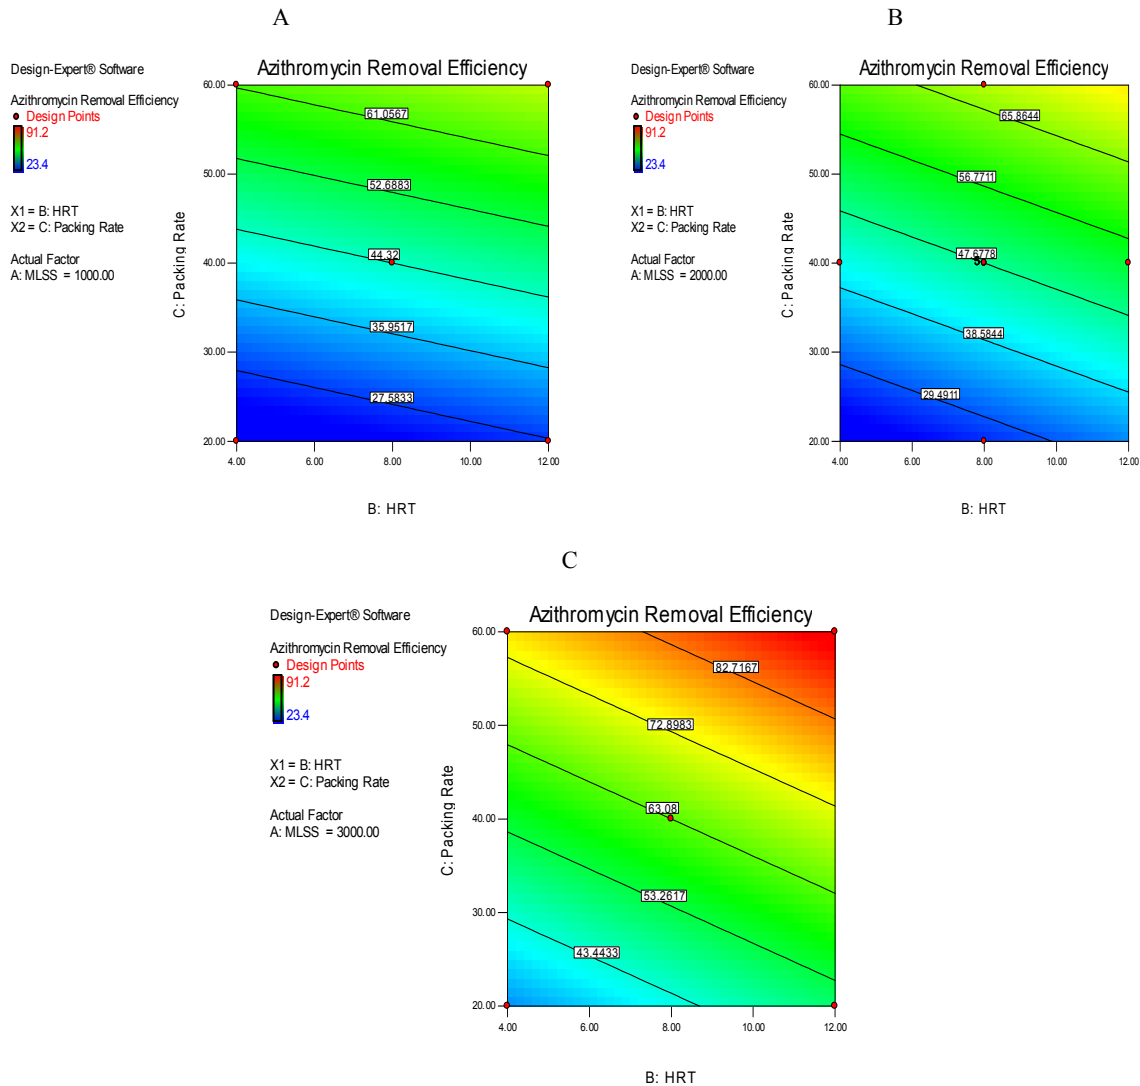 A
Design-Expert® Software
Azithromycin Removal Efficiency
Design Points
91.2
23.4
X1 = B: HRT
X2 = C: Packing Rate
Actual Factor
A: MLSS = 1000.00
Azithromycin Removal Efficiency
C: Packing Rate
60.00
50.00
40.00
30.00
20.00
61.0567
52.6883
44.32
35.9517
27.5833
4.00 6.00 8.00 10.00 12.00
B: HRT
B
Design-Expert® Software
Azithromycin Removal Efficiency
Design Points
91.2
23.4
X1 = B: HRT
X2 = C: Packing Rate
Actual Factor
A: MLSS = 2000.00
Azithromycin Removal Efficiency
C: Packing Rate
60.00
50.00
40.00
30.00
20.00
65.8644
56.7711
47.6778
5
38.5844
29.4911
4.00 6.00 8.00 10.00 12.00
B: HRT
C
Design-Expert® Software
Azithromycin Removal Efficiency
Design Points
91.2
23.4
X1 = B: HRT
X2 = C: Packing Rate
Actual Factor
A: MLSS = 3000.00
Azithromycin Removal Efficiency
C: Packing Rate
60.00
50.00
40.00
30.00
20.00
82.7167
72.8983
63.08
53.2617
43.4433
4.00 6.00 8.00 10.00 12.00
B: HRT